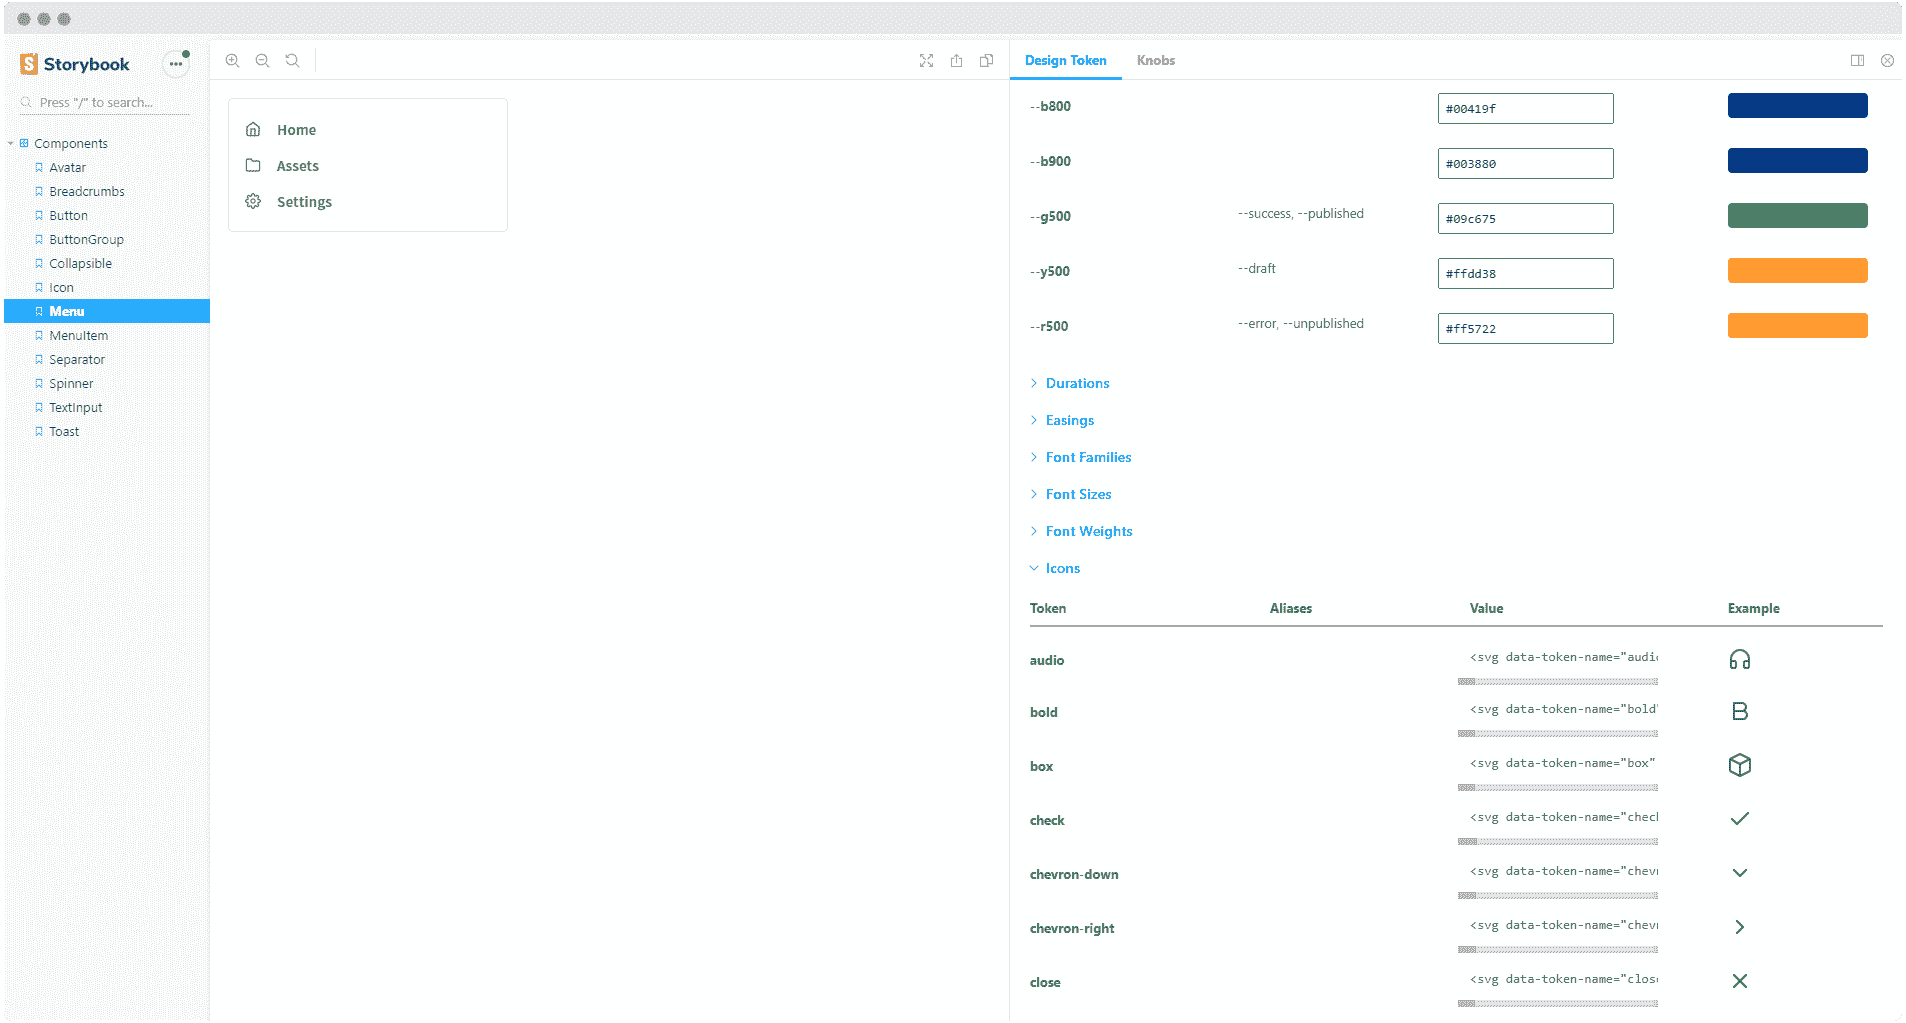 Storybook
Press "/" to search...
Components
Avatar
Breadcrumbs
Button
ButtonGroup
Collapsible
Icon
Menu
MenuItem
Separator
Spinner
TextInput
Toast
Home
Assets
Settings
Design Token Knobs
--b800 #00419f
--b900 #003880
--g500 --success, --published #09c675
--y500 --draft #ffdd38
--r500 --error, --unpublished #ff5722
Durations
Easings
Font Families
Font Sizes
Font Weights
Icons
Token Aliases Value Example
audio <svg data-token-name="audi
bold <svg data-token-name="bold"
box <svg data-token-name="box"
check <svg data-token-name="chec
chevron-down <svg data-token-name="chev
chevron-right <svg data-token-name="chev
close <svg data-token-name="clos